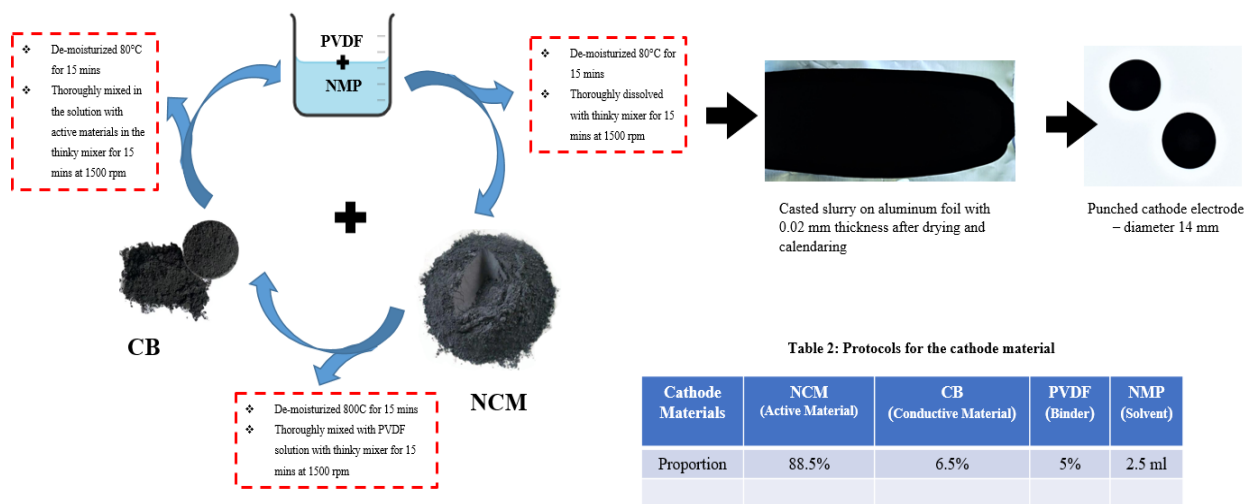 ❖ De-moisturized 80°C
for 15 mins
❖ Thoroughly mixed in
the solution with
active materials in the
thinky mixer for 15
mins at 1500 rpm
PVDF
+
NMP
❖ De-moisturized 80°C for
15 mins
❖ Thoroughly dissolved
with thinky mixer for 15
mins at 1500 rpm
+
CB
NCM
❖ De-moisturized 800C for 15 mins
❖ Thoroughly mixed with PVDF
solution with thinky mixer for 15
mins at 1500 rpm
Casted slurry on aluminum foil with
0.02 mm thickness after drying and
calendaring
Punched cathode electrode
– diameter 14 mm
Table 2: Protocols for the cathode material
Cathode
Materials
NCM
(Active Material)
CB
(Conductive Material)
PVDF
(Binder)
NMP
(Solvent)
Proportion
88.5%
6.5%
5%
2.5 ml